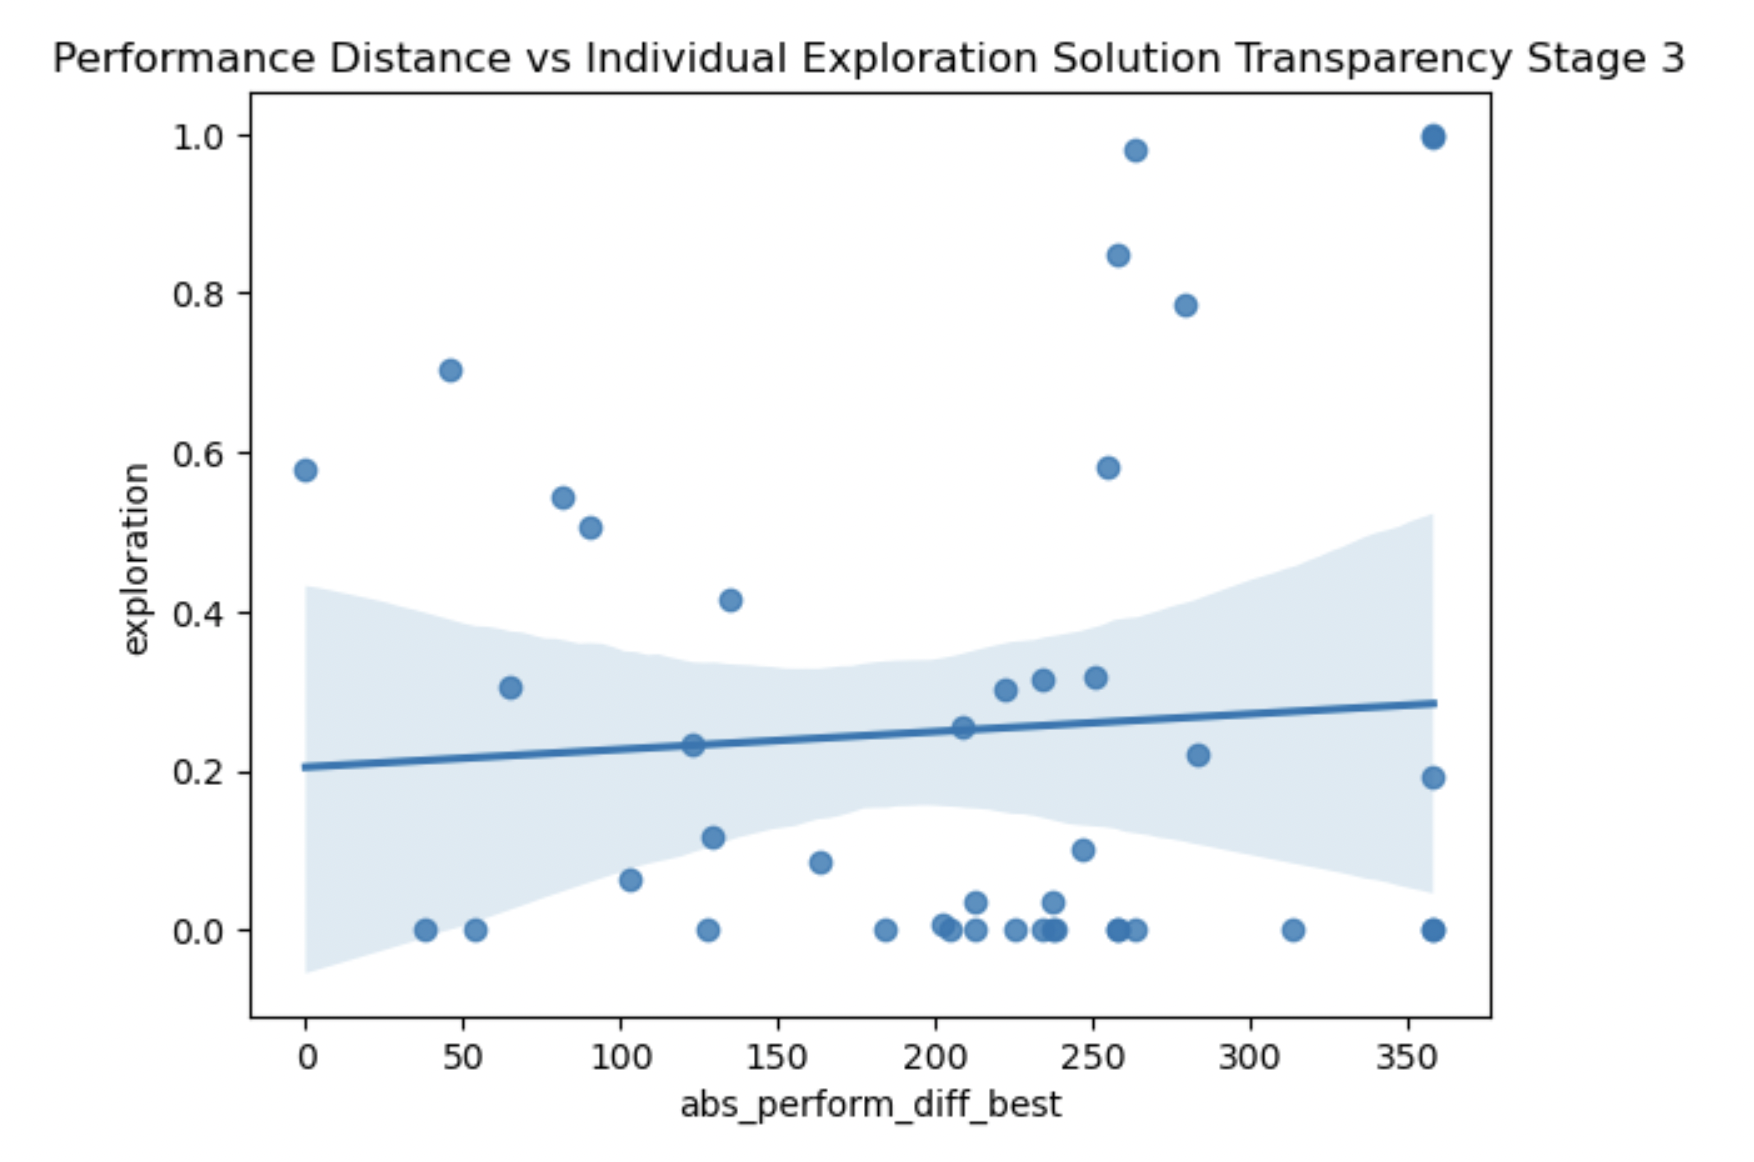 Performance Distance vs Individual Exploration Solution Transparency Stage 3
1.0
0.8
0.6
0.4
0.2
0.0
exploration
0 50 100 150 200 250 300 350
abs_perform_diff_best